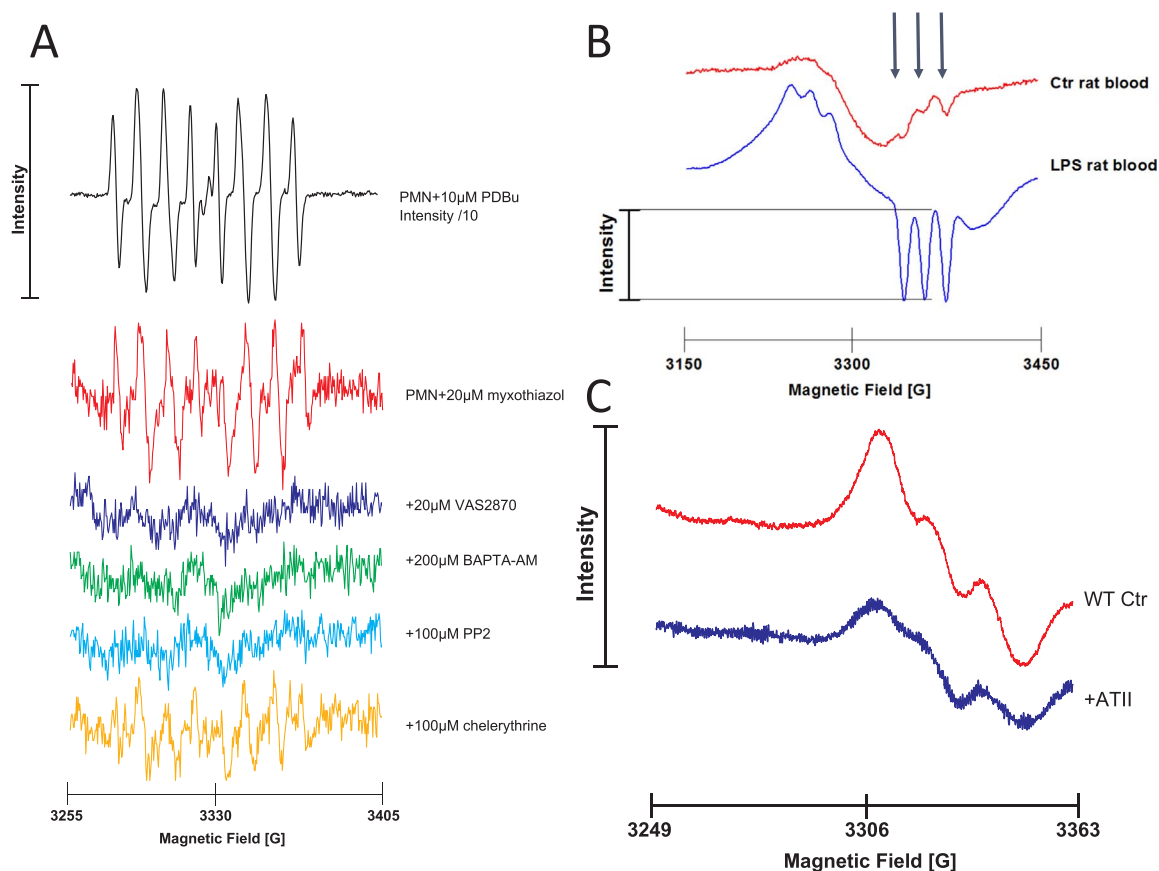 A
Intensity
PMN+10µM PDBu
Intensity /10
PMN+20µM myxothiazol
+20µM VAS2870
+200µM BAPTA-AM
+100µM PP2
+100µM chelerythrine
3255 3330 3405
Magnetic Field [G]
B
Ctr rat blood
LPS rat blood
Intensity
3150 3300 3450
Magnetic Field [G]
C
Intensity
WT Ctr
+ATII
3249 3306 3363
Magnetic Field [G]